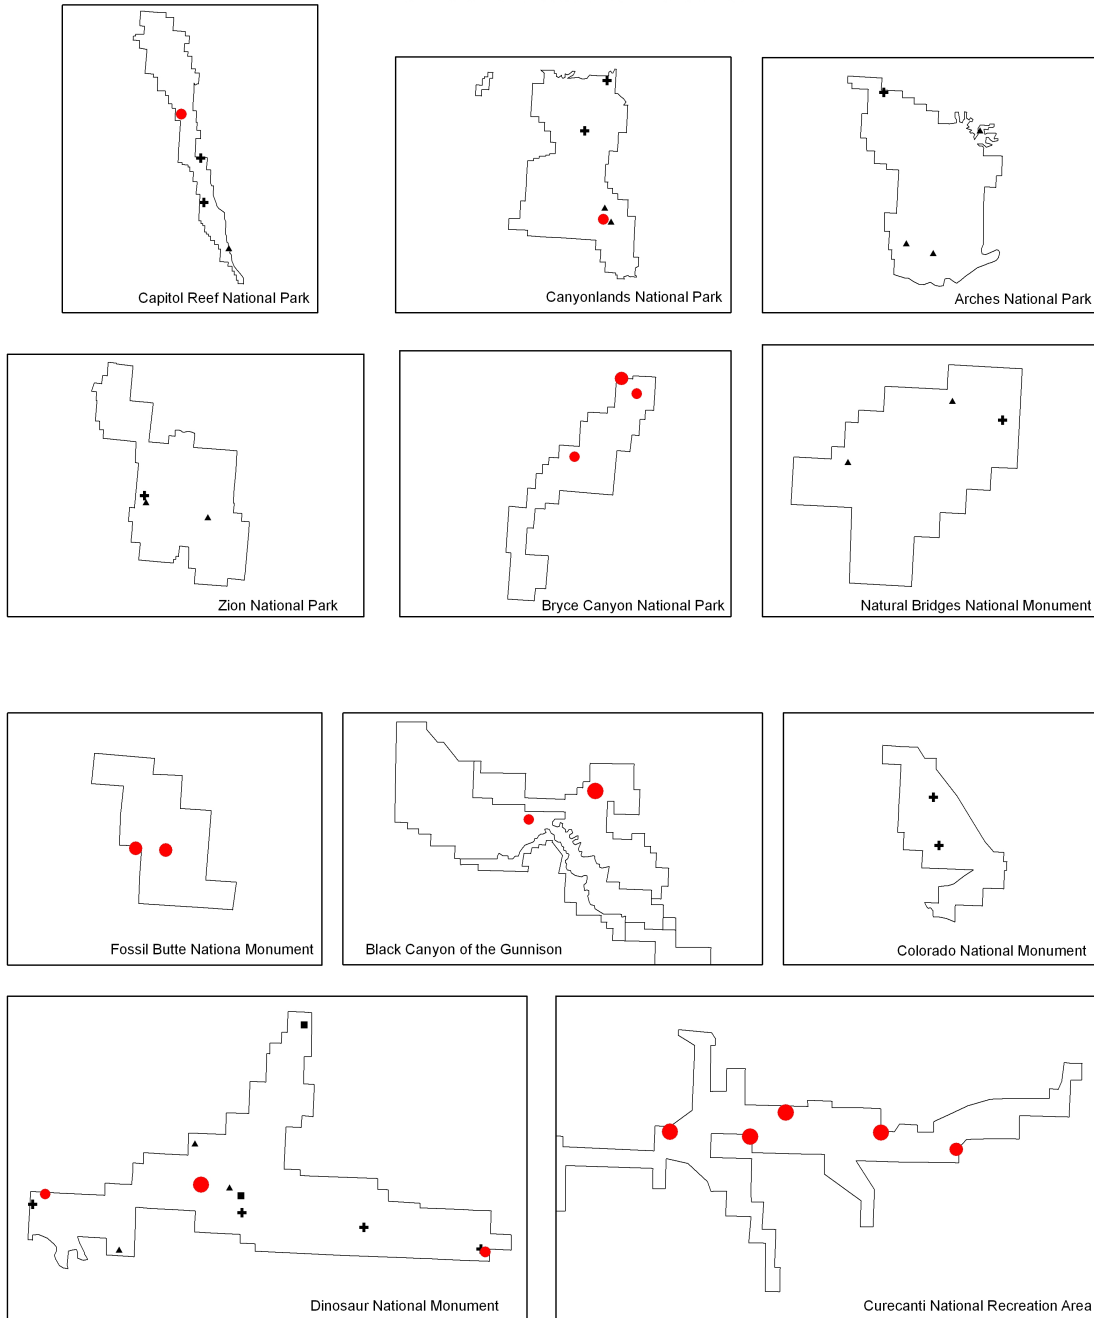 Capitol Reef National Park
Canyonlands National Park
Arches National Park
Zion National Park
Bryce Canyon National Park
Natural Bridges National Monument
Fossil Butte Nationa Monument
Black Canyon of the Gunnison
Colorado National Monument
Dinosaur National Monument
Curecanti National Recreation Area